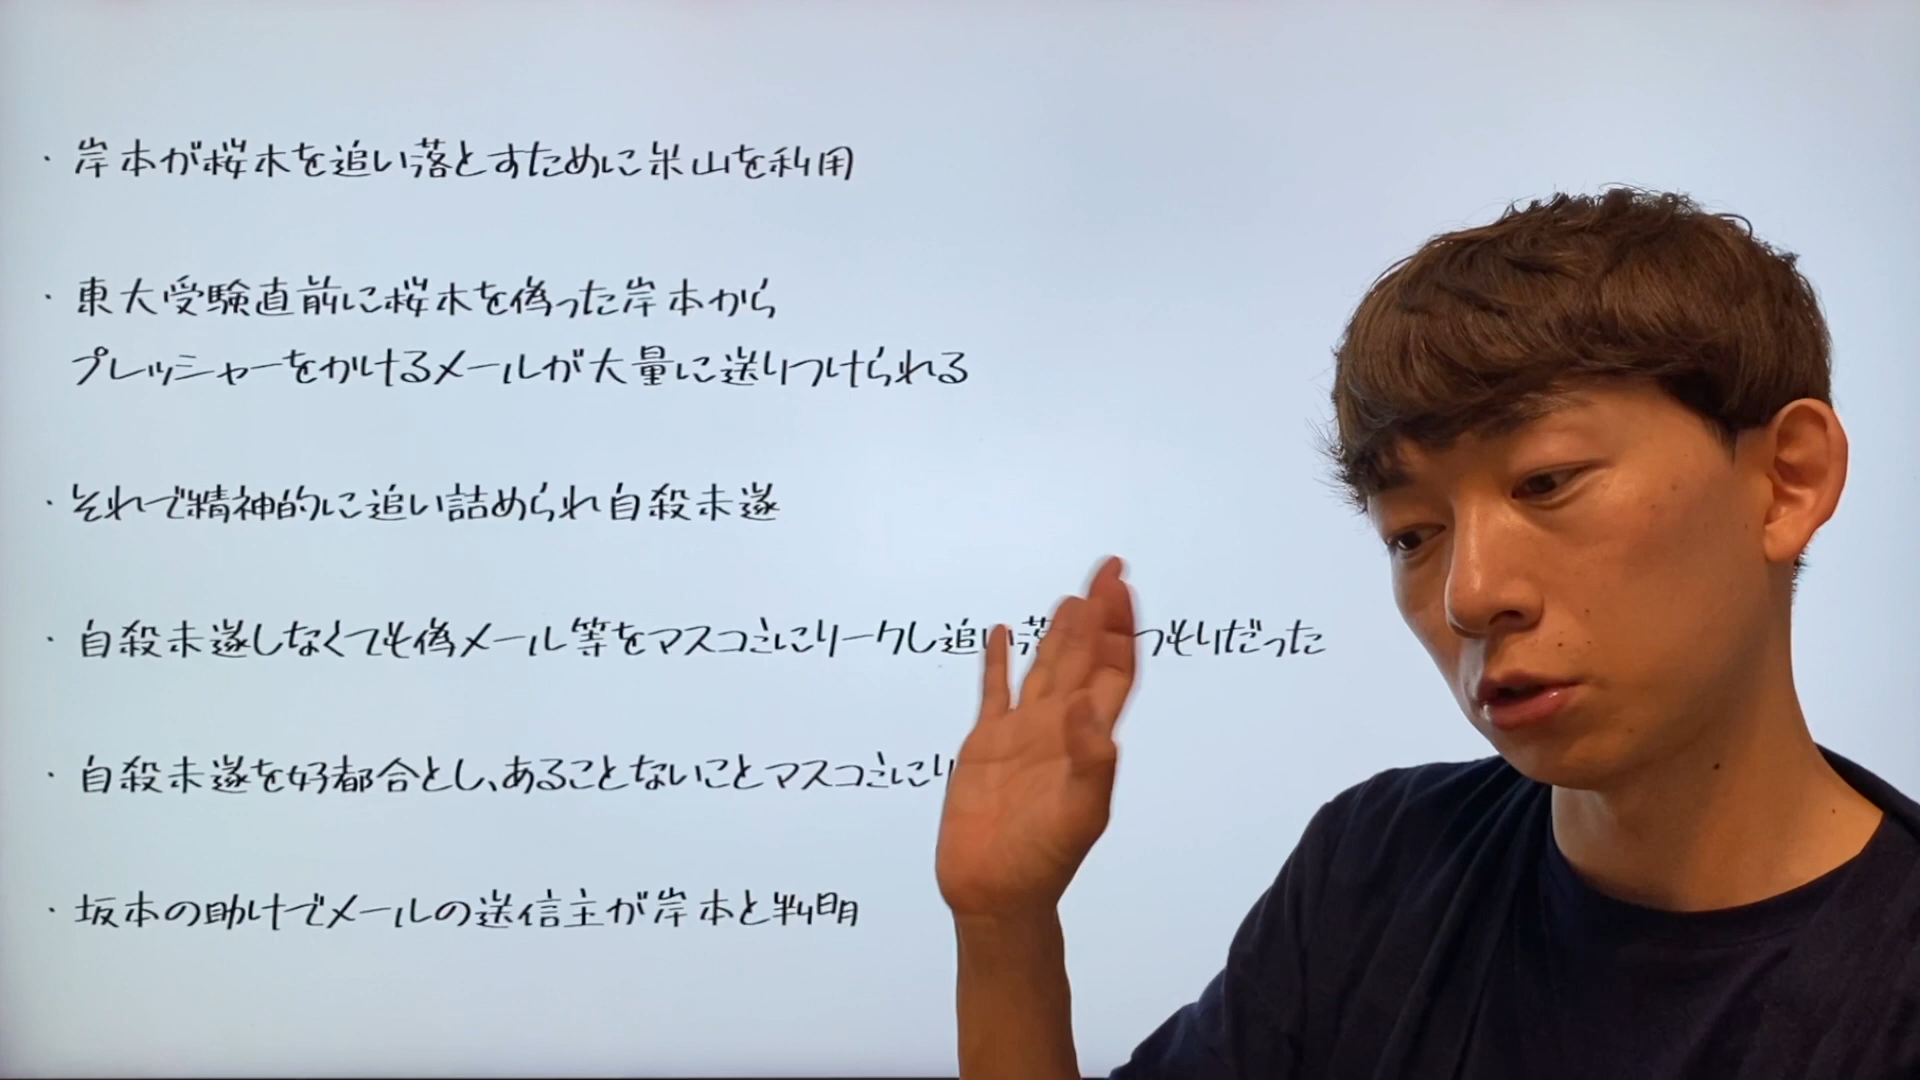 ・岸本が桜木を追い落とすために米山を利用
・東大受験直前に桜木を偽った岸本から
プレッシャーをかけるメールが大量に送りつけられる
・それで精神的に追い詰められ自殺未遂
・自殺未遂しなくても偽メール等をマスコミにリークし追い落 つもりだった
・自殺未遂を好都合とし、あることないことマスコミにリ
・坂本の助けでメールの送信主が岸本と判明